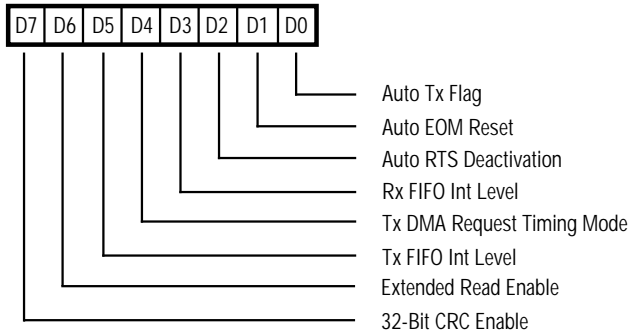 D7 D6 D5 D4 D3 D2 D1 D0
Auto Tx Flag
Auto EOM Reset
Auto RTS Deactivation
Rx FIFO Int Level
Tx DMA Request Timing Mode
Tx FIFO Int Level
Extended Read Enable
32-Bit CRC Enable